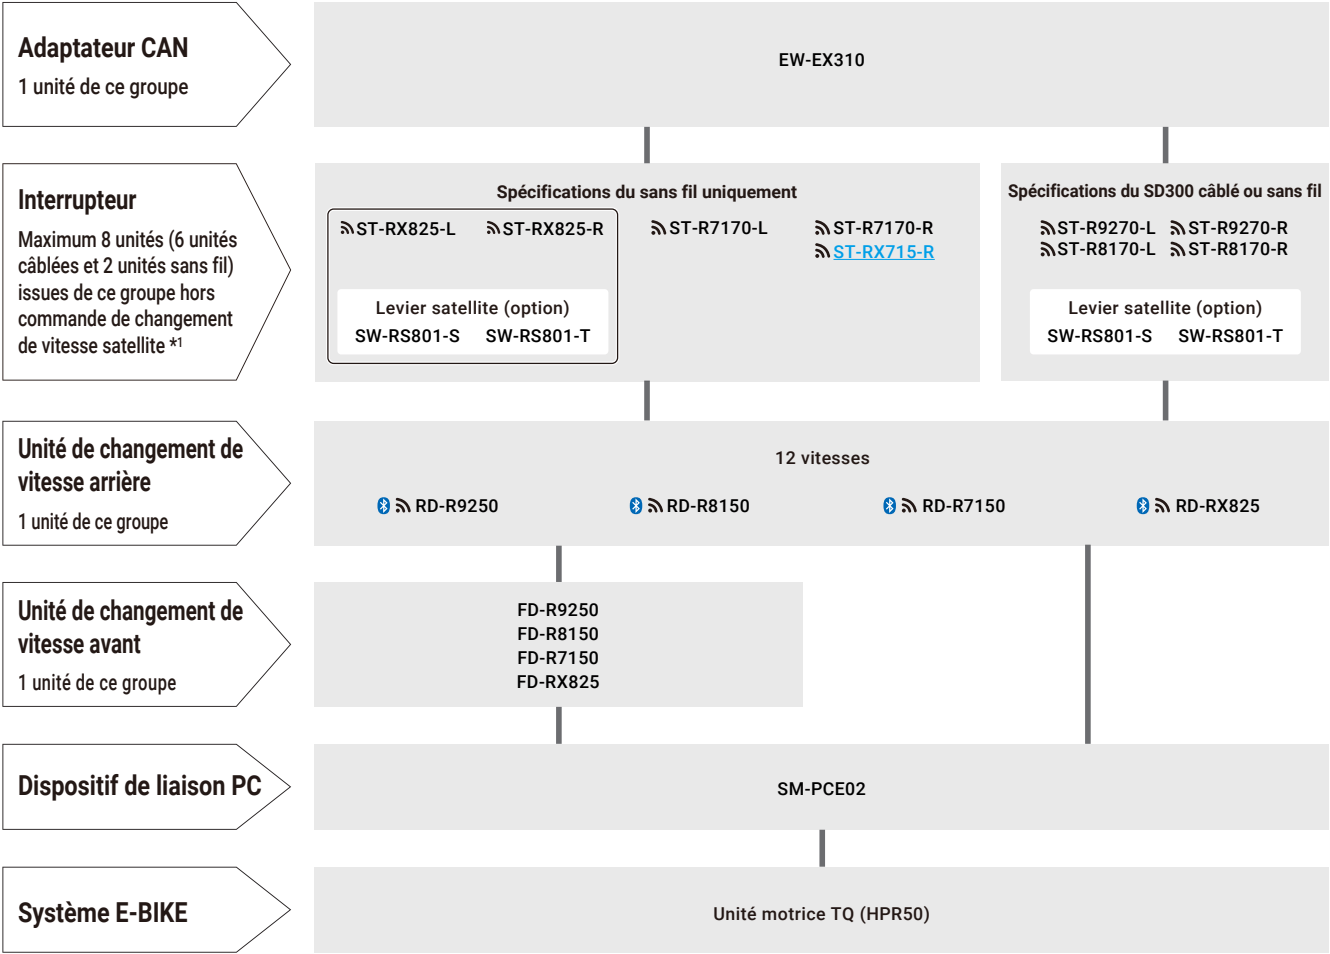 Adaptateur CAN
1 unité de ce groupe
EW-EX310
Interrupteur
Maximum 8 unités (6 unités
câblées et 2 unités sans fil)
issues de ce groupe hors
commande de changement
de vitesse satellite *1
Spécifications du sans fil uniquement
ST-RX825-L ST-RX825-R ST-R7170-L ST-R7170-R
ST-RX715-R
Levier satellite (option)
SW-RS801-S SW-RS801-T
Spécifications du SD300 câblé ou sans fil
ST-R9270-L ST-R9270-R
ST-R8170-L ST-R8170-R
Levier satellite (option)
SW-RS801-S SW-RS801-T
Unité de changement de
vitesse arrière
1 unité de ce groupe
12 vitesses
RD-R9250 RD-R8150 RD-R7150 RD-RX825
Unité de changement de
vitesse avant
1 unité de ce groupe
FD-R9250
FD-R8150
FD-R7150
FD-RX825
Dispositif de liaison PC
SM-PCE02
Système E-BIKE
Unité motrice TQ (HPR50)